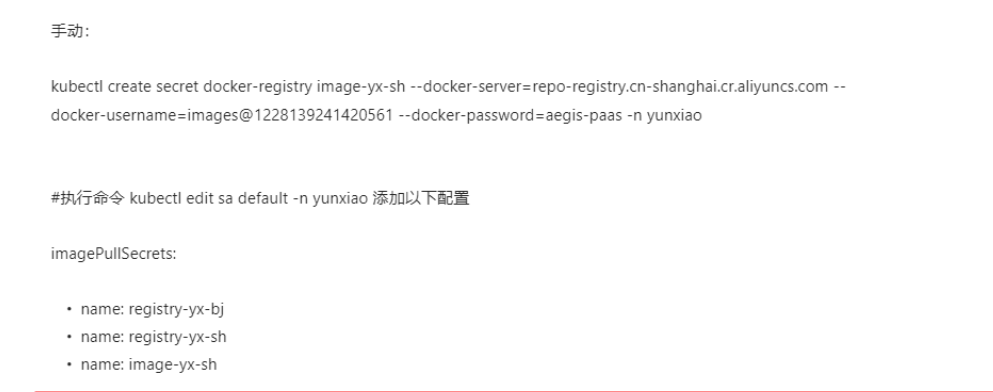 手动：
kubectl create secret docker-registry image-yx-sh --docker-server=repo-registry.cn-shanghai.cr.aliyuncs.com --
docker-username=images@1228139241420561 --docker-password=aegis-paas -n yunxiao
#执行命令 kubectl edit sa default -n yunxiao 添加以下配置
imagePullSecrets:
• name: registry-yx-bj
• name: registry-yx-sh
• name: image-yx-sh